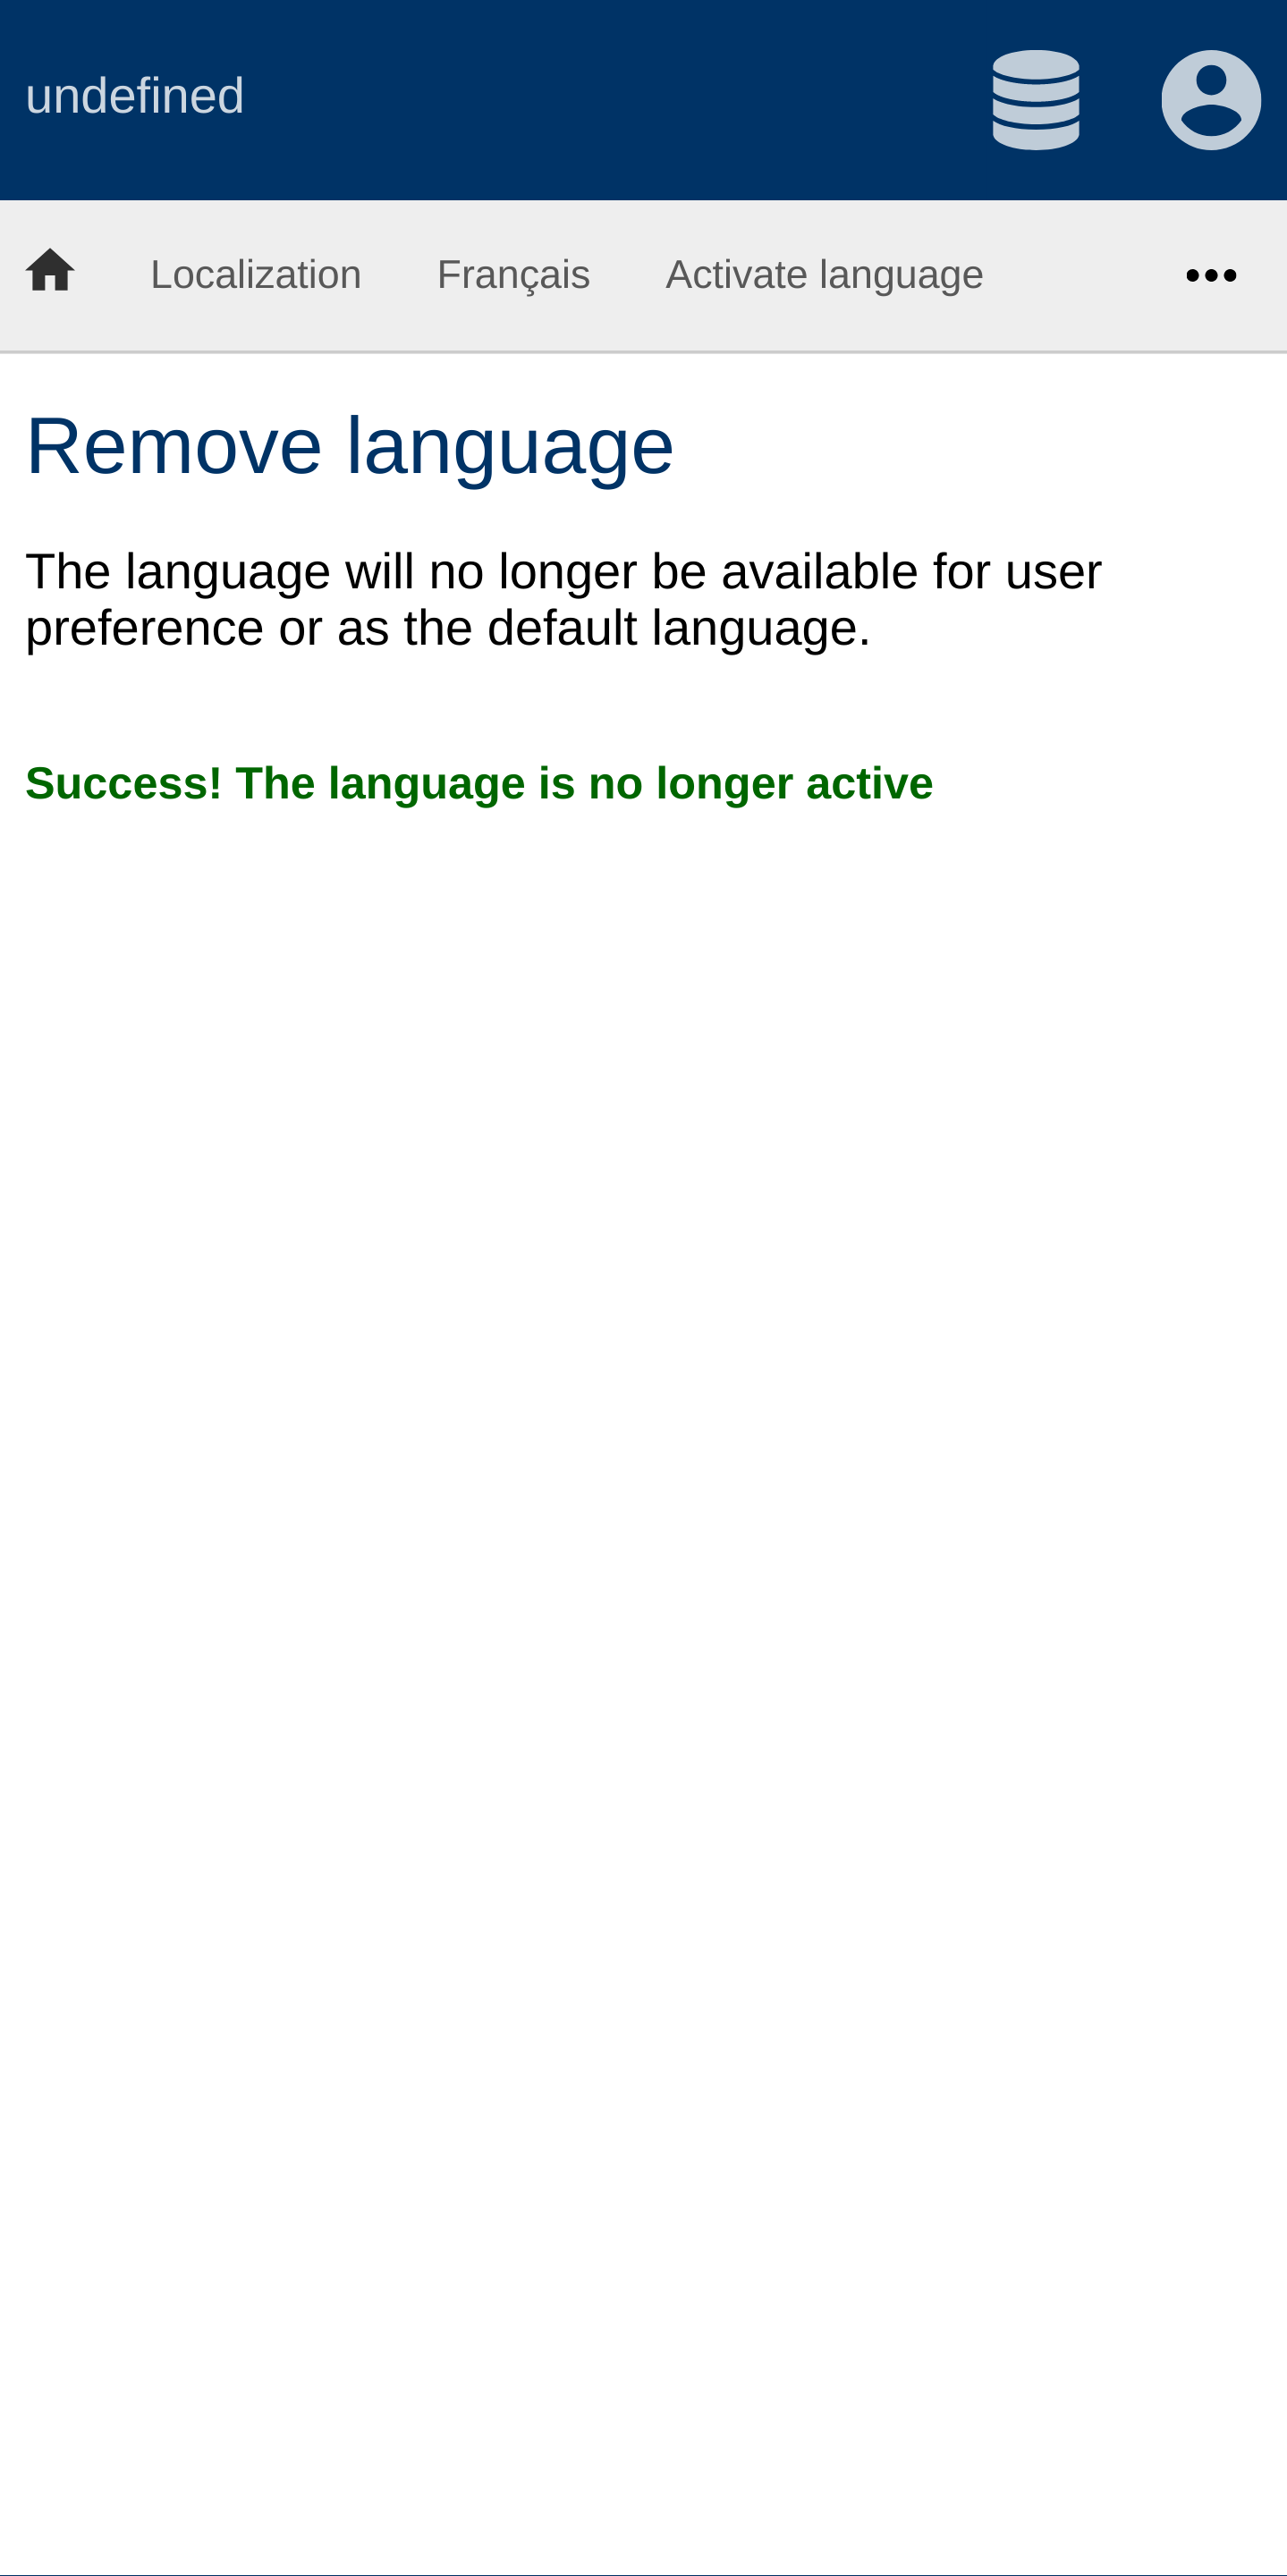 undefined
Localization Français Activate language
Remove language
The language will no longer be available for user
preference or as the default language.
Success! The language is no longer active